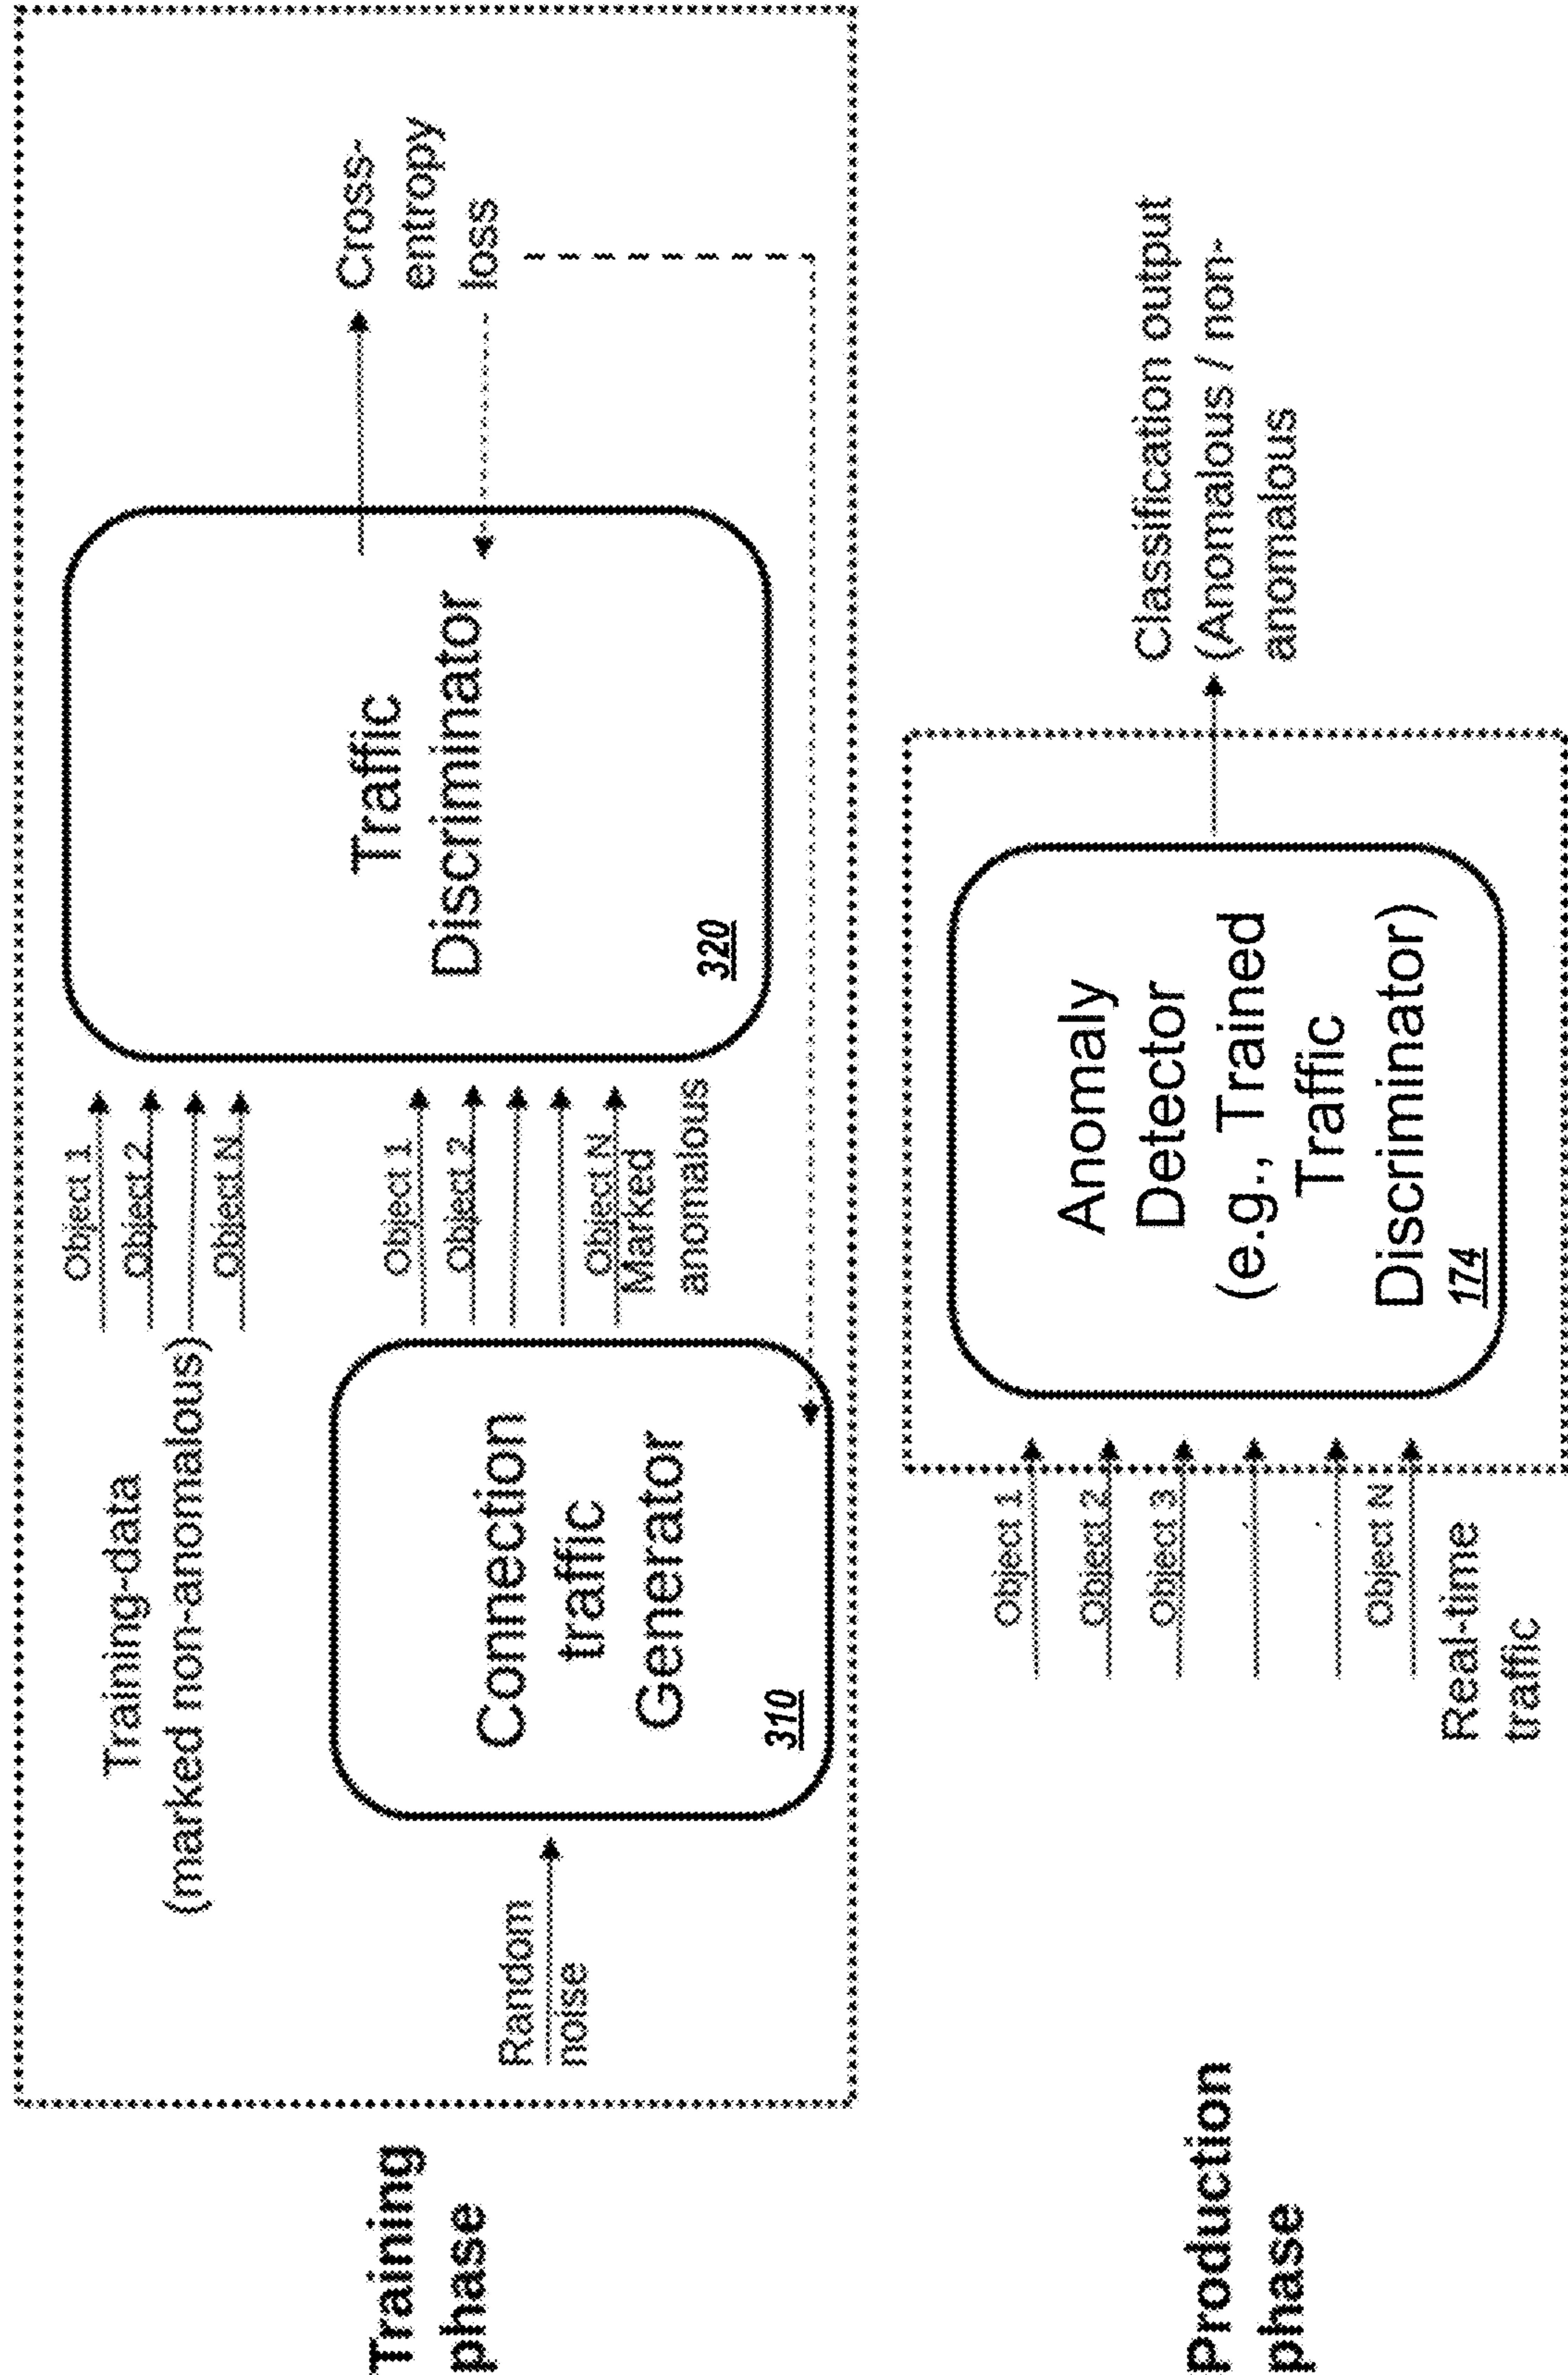 Training
phase
Training-data
(marked non-anomalous)
Object 1
Object 2
Object N
Random
noise
Connection
traffic
Generator
310
Object 1
Object 2
Object N
Marked
anomalous
Traffic
Discriminator
320
Cross-
entropy
loss
Production
phase
Object 1
Object 2
Object 3
Object N
Real-time
traffic
Anomaly
Detector
(e.g., Trained
Traffic
Discriminator)
174
Classification output
(Anomalous / non-
anomalous